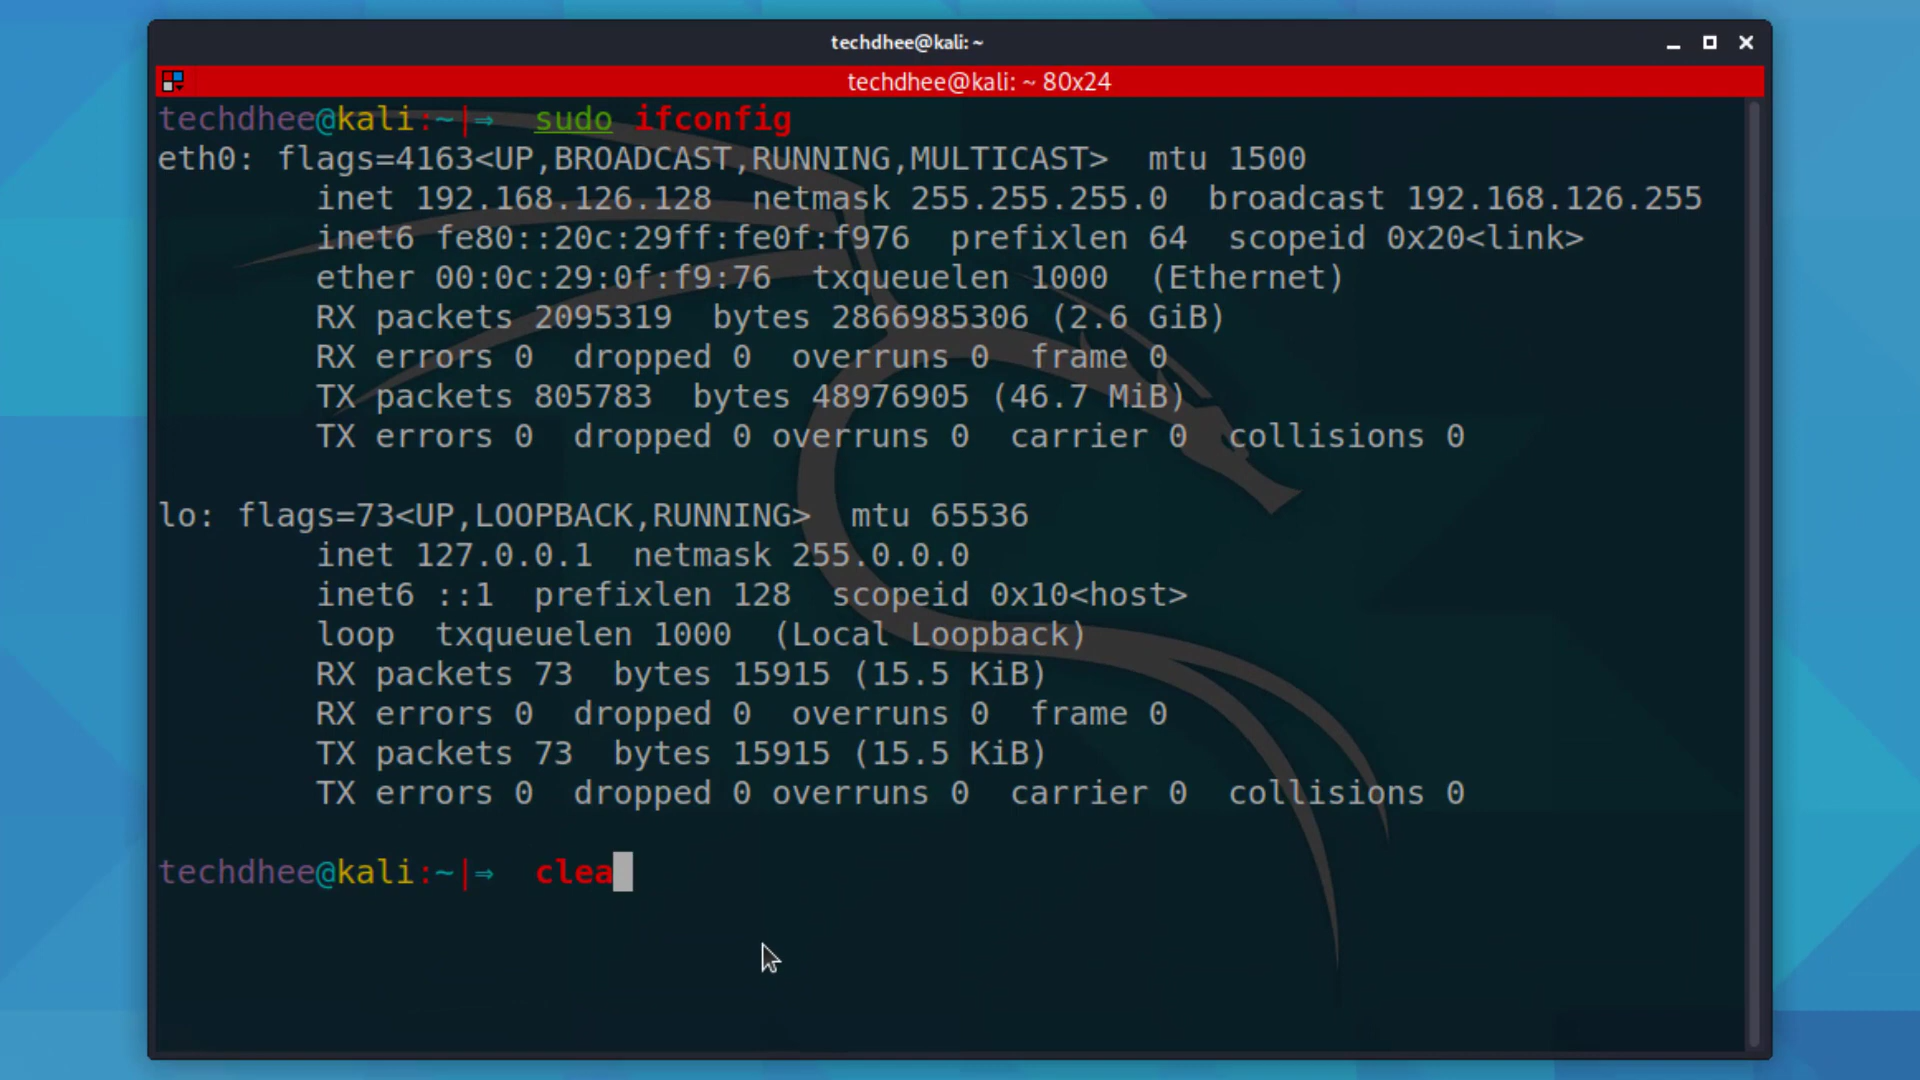 techdhee@kali: ~
techdhee@kali: ~ 80x24
techdhee@kali:~|⇒  sudo ifconfig
eth0: flags=4163<UP,BROADCAST,RUNNING,MULTICAST>  mtu 1500
        inet 192.168.126.128  netmask 255.255.255.0  broadcast 192.168.126.255
        inet6 fe80::20c:29ff:fe0f:f976  prefixlen 64  scopeid 0x20<link>
        ether 00:0c:29:0f:f9:76  txqueuelen 1000  (Ethernet)
        RX packets 2095319  bytes 2866985306 (2.6 GiB)
        RX errors 0  dropped 0  overruns 0  frame 0
        TX packets 805783  bytes 48976905 (46.7 MiB)
        TX errors 0  dropped 0 overruns 0  carrier 0  collisions 0

lo: flags=73<UP,LOOPBACK,RUNNING>  mtu 65536
        inet 127.0.0.1  netmask 255.0.0.0
        inet6 ::1  prefixlen 128  scopeid 0x10<host>
        loop  txqueuelen 1000  (Local Loopback)
        RX packets 73  bytes 15915 (15.5 KiB)
        RX errors 0  dropped 0  overruns 0  frame 0
        TX packets 73  bytes 15915 (15.5 KiB)
        TX errors 0  dropped 0 overruns 0  carrier 0  collisions 0

techdhee@kali:~|⇒  clea